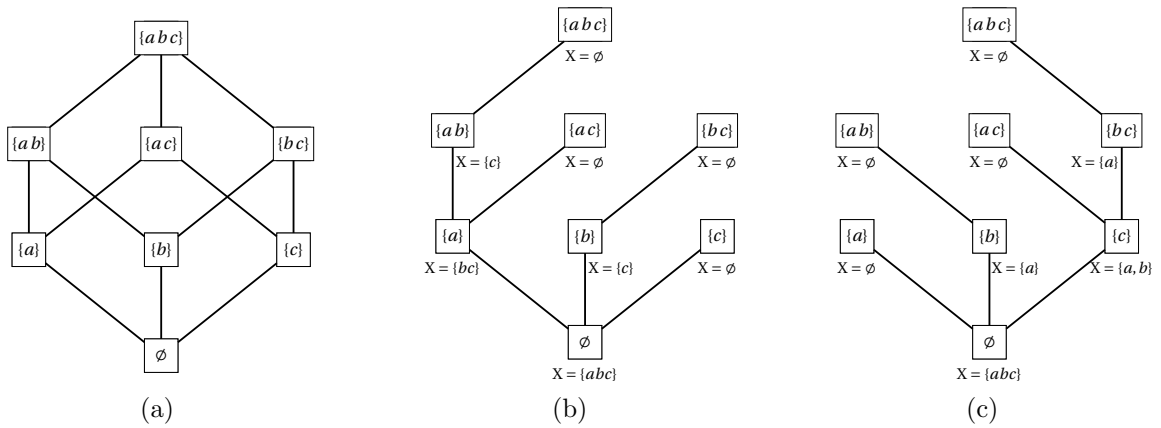 {a b c}
{a b} {a c} {b c}
{a} {b} {c}
∅
(a)
{a b c}
X = ∅
{a b} {a c} {b c}
X = {c} X = ∅ X = ∅
{a} {b} {c}
X = {bc} X = {c} X = ∅
∅
X = {abc}
(b)
{a b c}
X = ∅
{a b} {a c} {b c}
X = ∅ X = ∅ X = {a}
{a} {b} {c}
X = ∅ X = {a} X = {a, b}
∅
X = {abc}
(c)